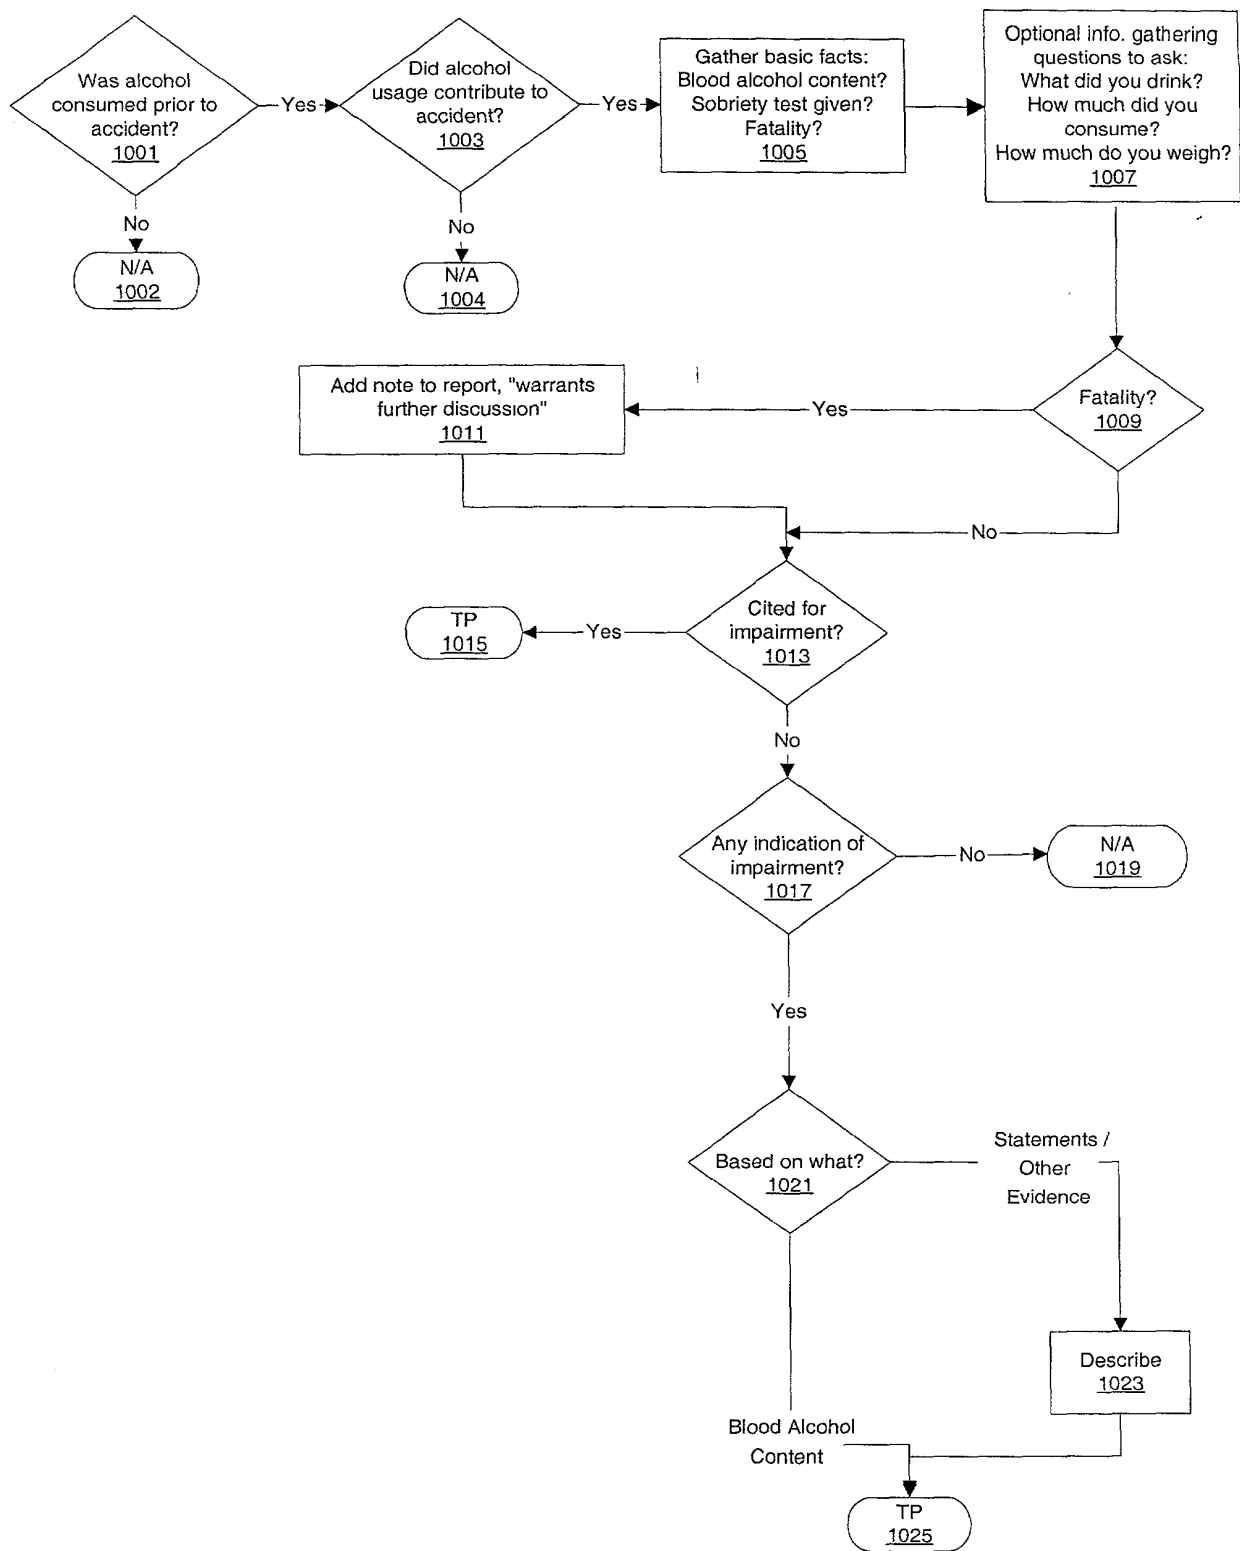 Was alcohol
consumed prior to
accident?
1001
Yes
Did alcohol
usage contribute to
accident?
1003
Yes
Gather basic facts:
Blood alcohol content?
Sobriety test given?
Fatality?
1005
Optional info. gathering
questions to ask:
What did you drink?
How much did you
consume?
How much do you weigh?
1007
No
N/A
1002
No
N/A
1004
Fatality?
1009
Yes
Add note to report, "warrants
further discussion"
1011
No
Cited for
impairment?
1013
Yes
TP
1015
No
Any indication of
impairment?
1017
No
N/A
1019
Yes
Based on what?
1021
Statements /
Other
Evidence
Describe
1023
Blood Alcohol
Content
TP
1025